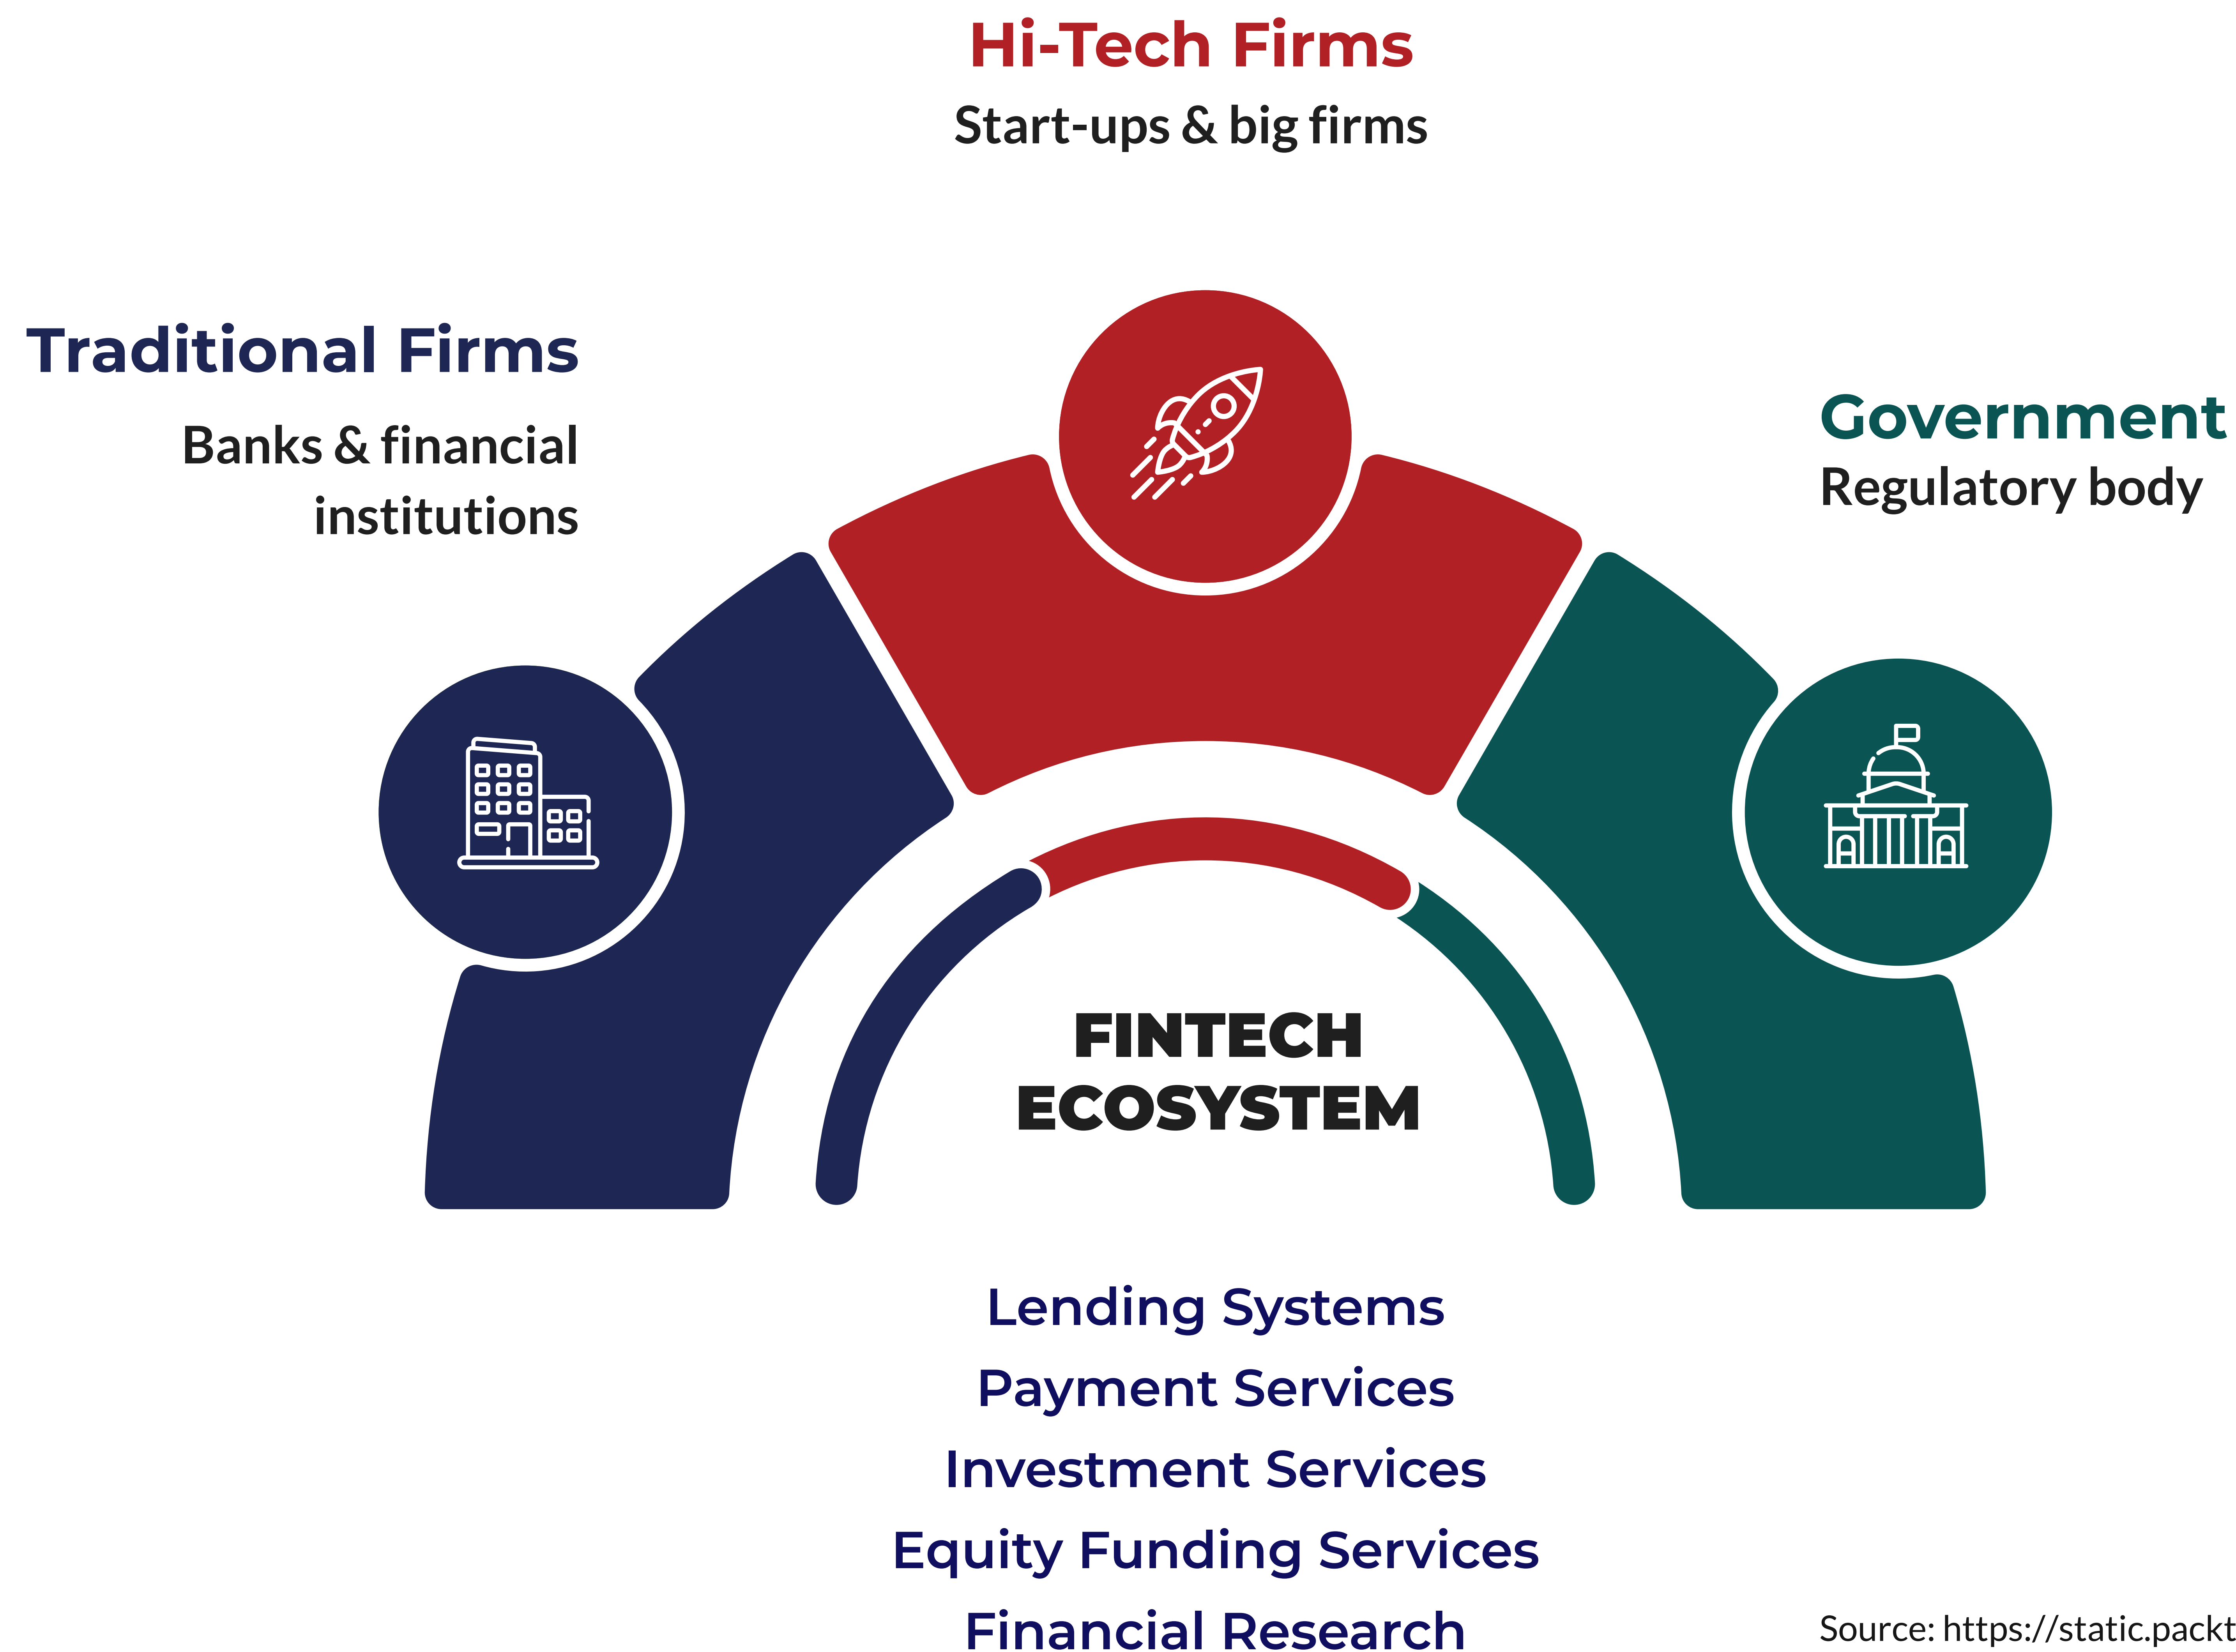 Hi-Tech Firms
Start-ups & big firms
Traditional Firms
Banks & financial
institutions
Government
Regulatory body
FINTECH
ECOSYSTEM
Lending Systems
Payment Services
Investment Services
Equity Funding Services
Financial Research
Source: https://static.packt